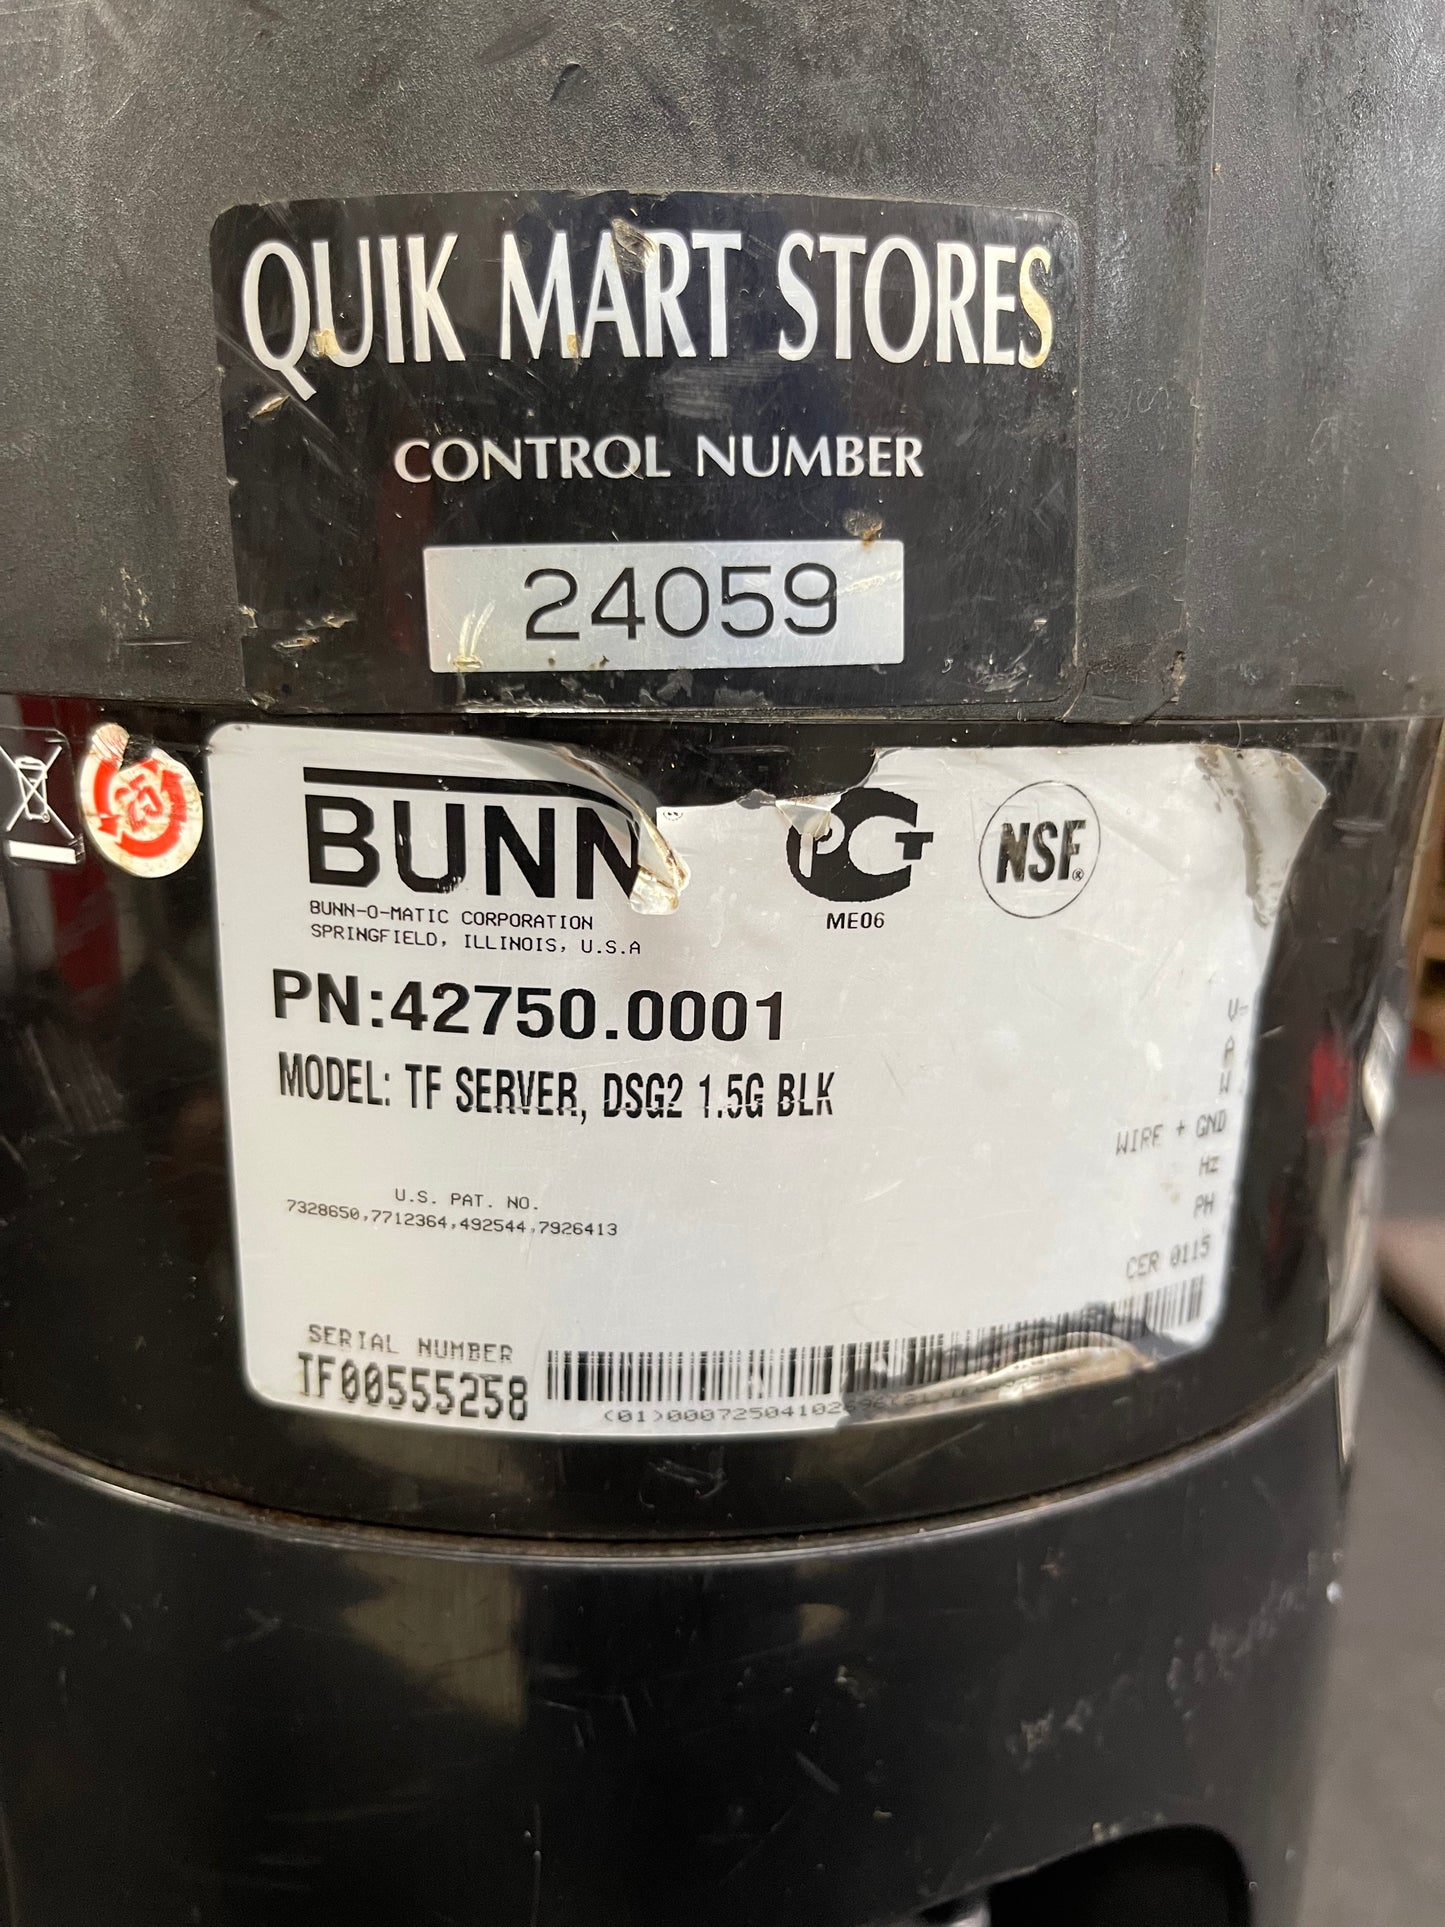 QUIK MART STORES
CONTROL NUMBER
24059
BUNN
BUNN-O-MATIC CORPORATION
SPRINGFIELD, ILLINOIS, U.S.A
ME06
NSF®
PN:42750.0001
MODEL: TF SERVER, DSG2 1.5G BLK
V~
A
W
WIRE + GND
Hz
PH
U.S. PAT. NO.
7328650,7712364,492544,7926413
CER 0115
SERIAL NUMBER
TF00555258